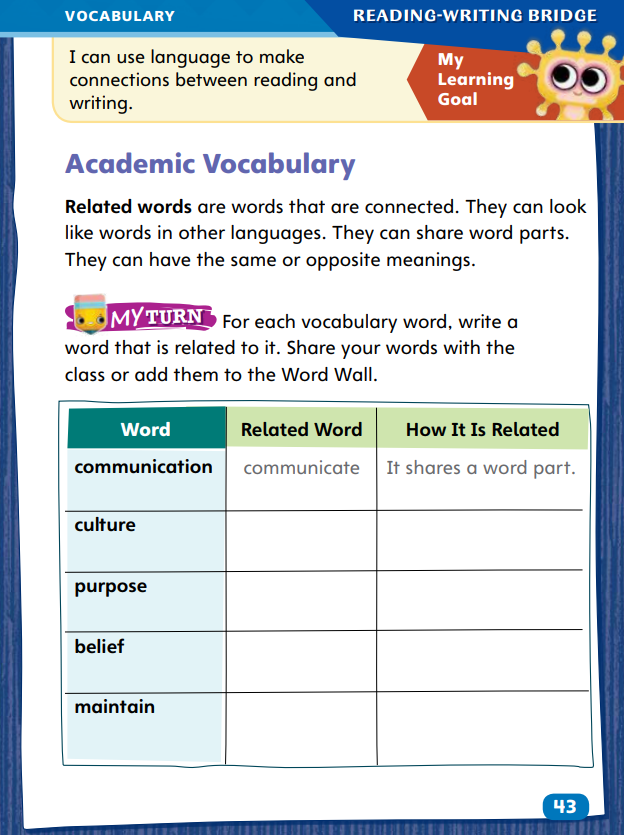 VOCABULARY
READING-WRITING BRIDGE
I can use language to make
connections between reading and
writing.
My
Learning
Goal
Academic Vocabulary
Related words are words that are connected. They can look
like words in other languages. They can share word parts.
They can have the same or opposite meanings.
MY TURN For each vocabulary word, write a
word that is related to it. Share your words with the
class or add them to the Word Wall.
Word Related Word How It Is Related
communication communicate It shares a word part.
culture
purpose
belief
maintain
43